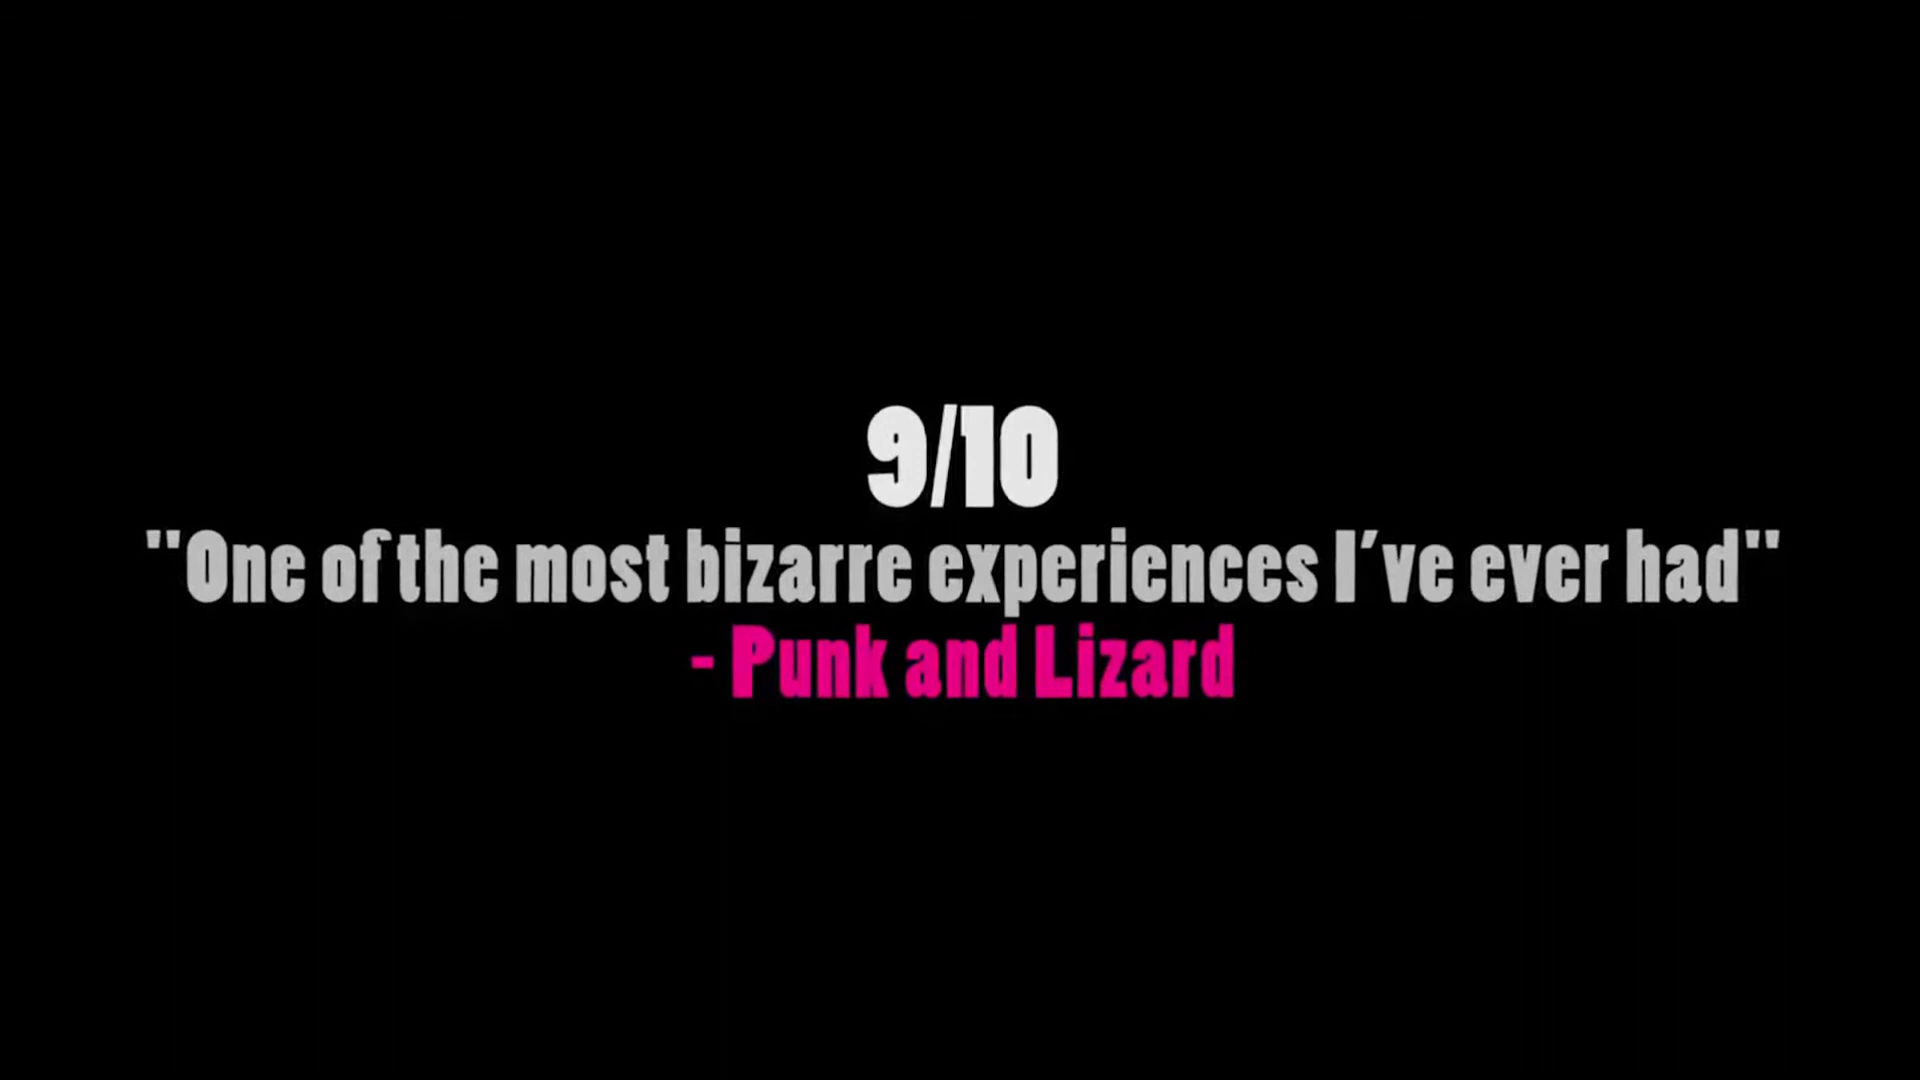 9/10
"One of the most bizarre experiences I've ever had"
- Punk and Lizard